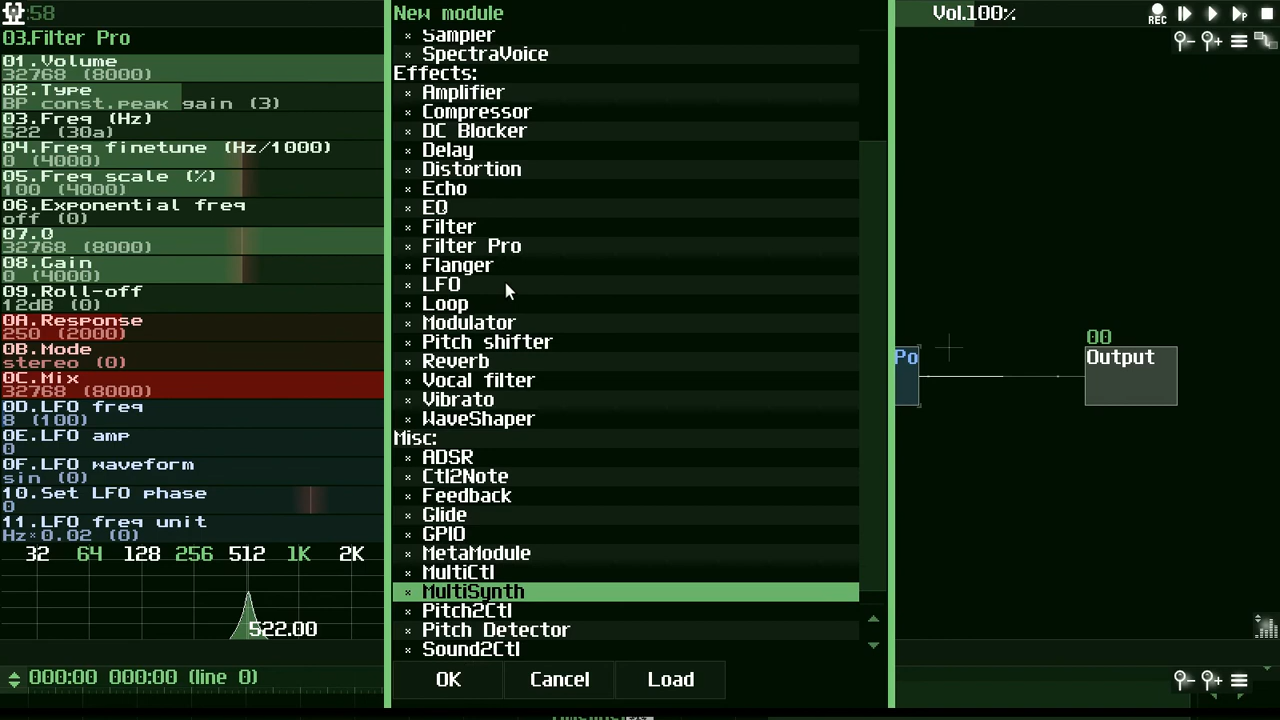 :58
03.Filter Pro
01.Volume
32768 (8000)
02.Type
BP const.peak gain (3)
03.Freq (Hz)
522 (30a)
04.Freq finetune (Hz/1000)
0 (4000)
05.Freq scale (%)
100 (4000)
06.Exponential freq
off (0)
07.Q
32768 (8000)
08.Gain
0 (4000)
09.Roll-off
12dB (0)
0A.Response
250 (2000)
0B.Mode
stereo (0)
0C.Mix
32768 (8000)
0D.LFO freq
8 (100)
0E.LFO amp
0
0F.LFO waveform
sin (0)
10.Set LFO phase
0
11.LFO freq unit
Hz*0.02 (0)
32 64 128 256 512 1K 2K
522.00
000:00 000:00 (line 0)
New module
Sampler
SpectraVoice
Effects:
Amplifier
Compressor
DC Blocker
Delay
Distortion
Echo
EQ
Filter
Filter Pro
Flanger
LFO
Loop
Modulator
Pitch shifter
Reverb
Vocal filter
Vibrato
WaveShaper
Misc:
ADSR
Ctl2Note
Feedback
Glide
GPIO
MetaModule
MultiCtl
MultiSynth
Pitch2Ctl
Pitch Detector
Sound2Ctl
OK Cancel Load
Vol.100%
REC
P
Po
00
Output